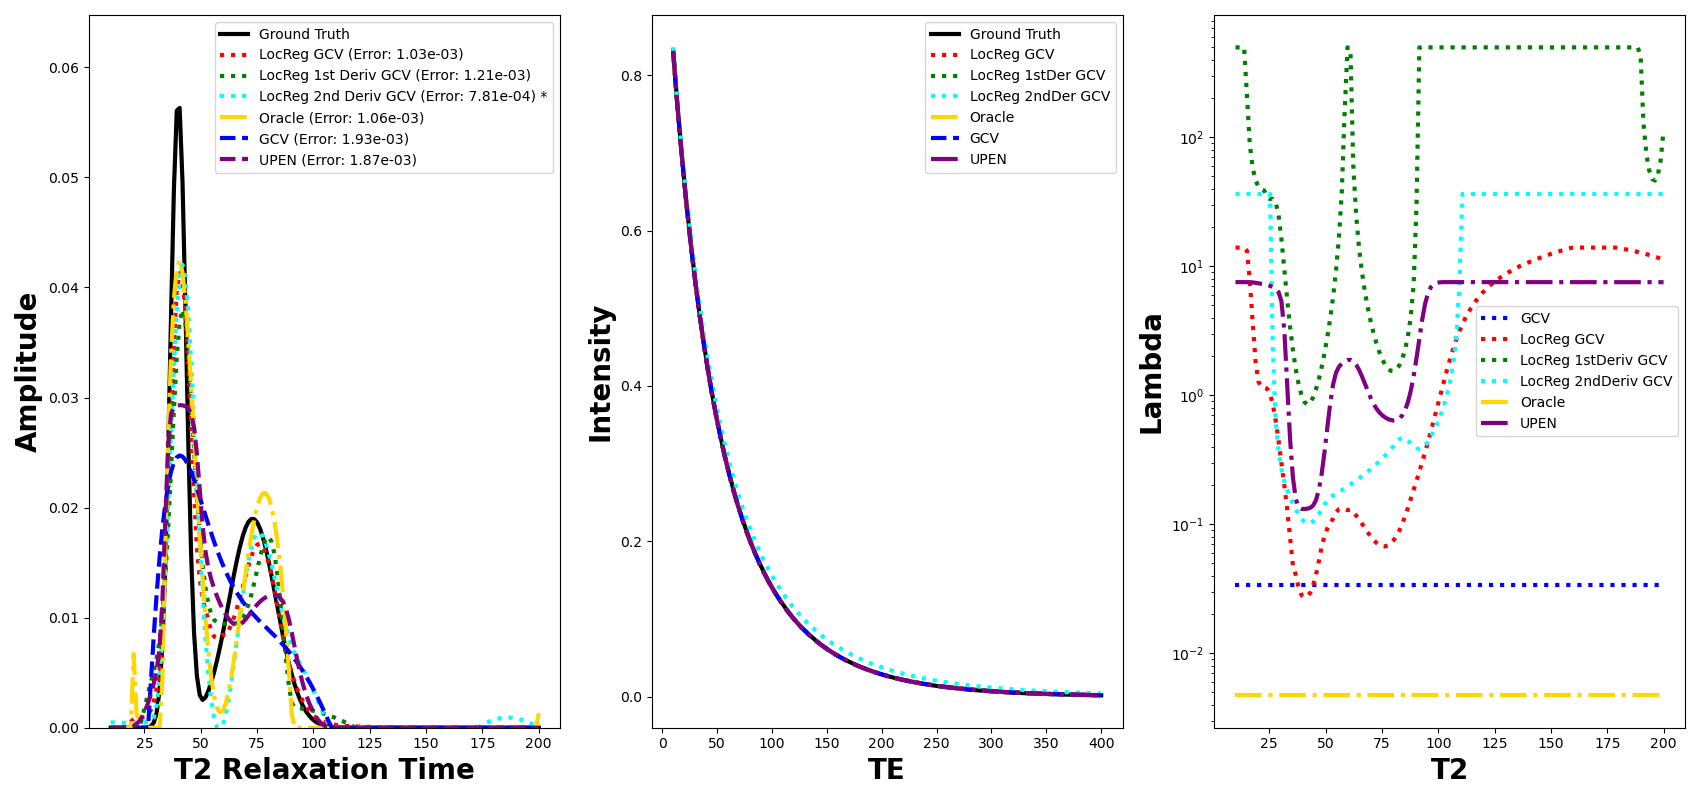 Amplitude
0.06
0.05
0.04
0.03
0.02
0.01
0.00
Ground Truth
LocReg GCV (Error: 1.03e-03)
LocReg 1st Deriv GCV (Error: 1.21e-03)
LocReg 2nd Deriv GCV (Error: 7.81e-04) *
Oracle (Error: 1.06e-03)
GCV (Error: 1.93e-03)
UPEN (Error: 1.87e-03)
25 50 75 100 125 150 175 200
T2 Relaxation Time
Intensity
0.8
0.6
0.4
0.2
0.0
Ground Truth
LocReg GCV
LocReg 1stDer GCV
LocReg 2ndDer GCV
Oracle
GCV
UPEN
0 50 100 150 200 250 300 350 400
TE
Lambda
10²
10¹
10⁰
10⁻¹
10⁻²
GCV
LocReg GCV
LocReg 1stDeriv GCV
LocReg 2ndDeriv GCV
Oracle
UPEN
25 50 75 100 125 150 175 200
T2